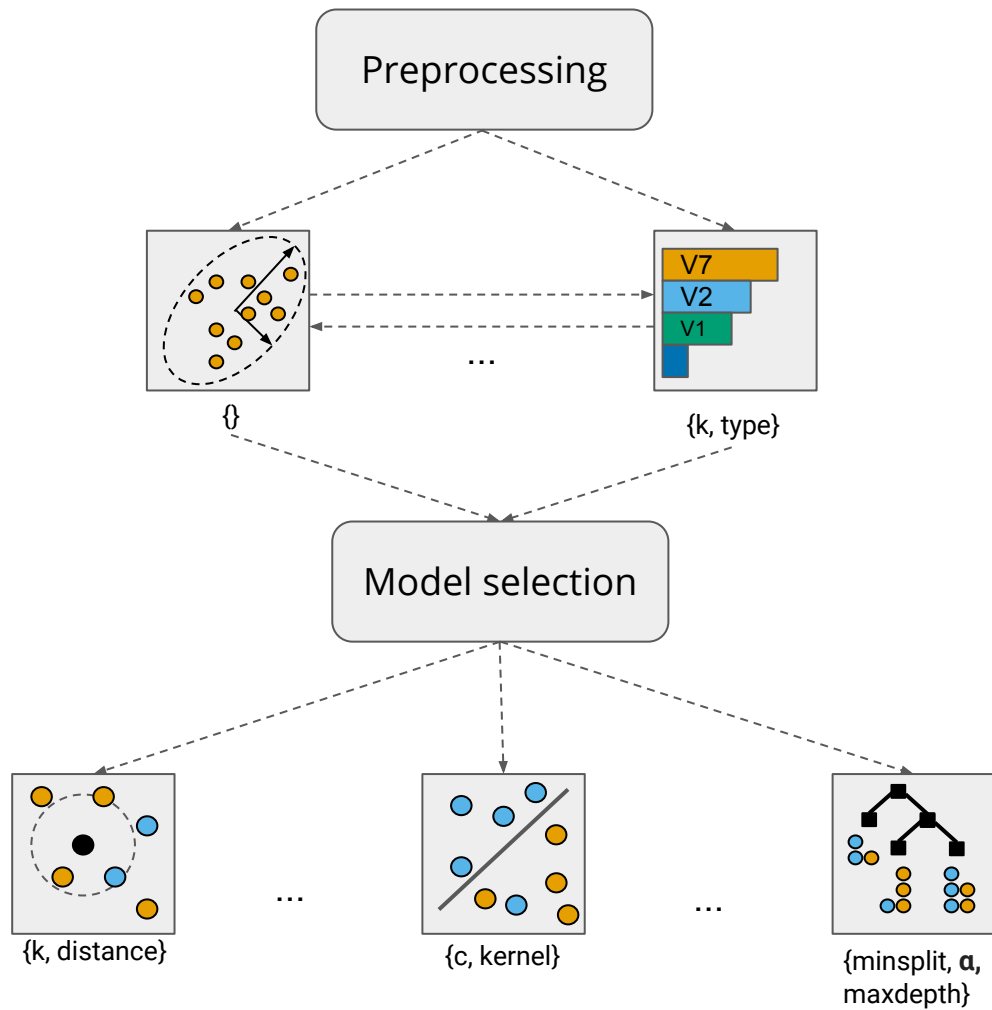 Preprocessing
V7
V2
V1
...
{}
{k, type}
Model selection
...
...
{k, distance}
{c, kernel}
{minsplit, α,
maxdepth}